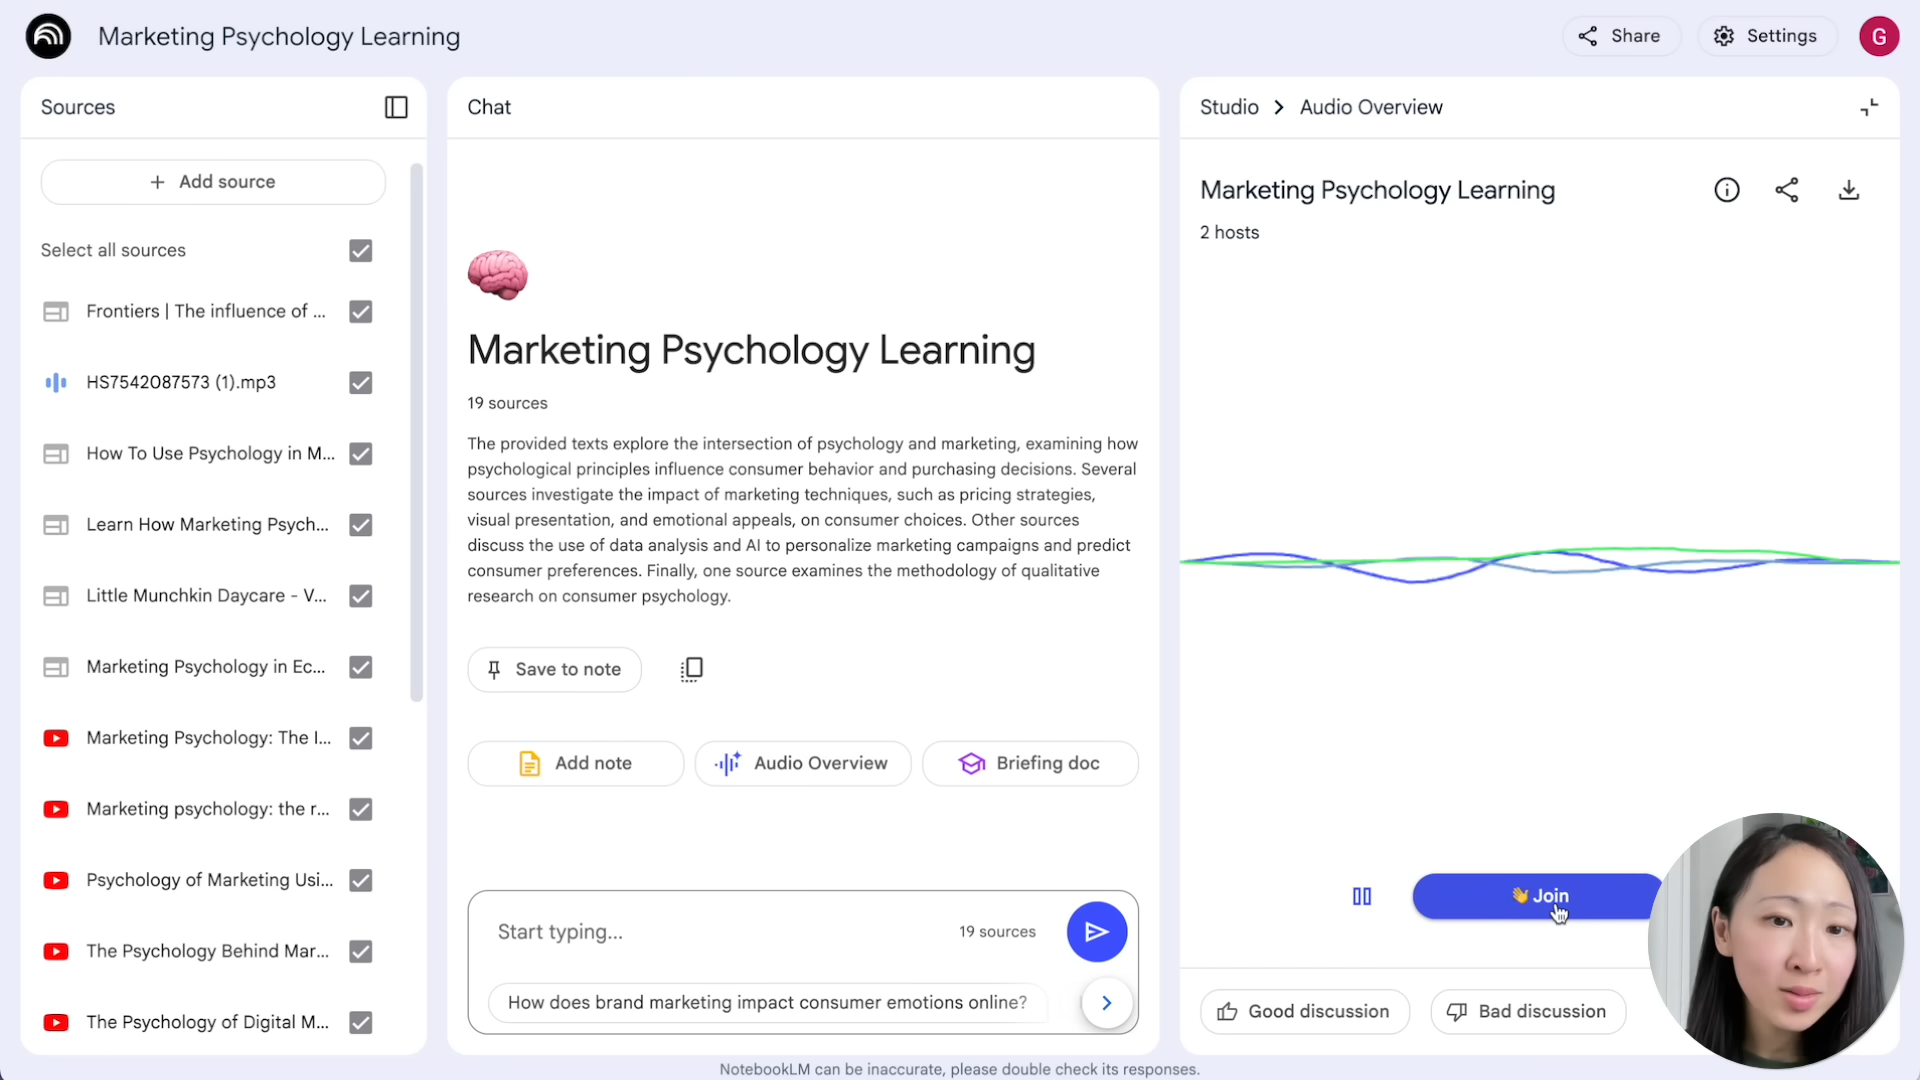 Marketing Psychology Learning
Share
Settings
G
Sources
Add source
Select all sources
Frontiers | The influence of ...
HS7542087573 (1).mp3
How To Use Psychology in M...
Learn How Marketing Psych...
Little Munchkin Daycare - V...
Marketing Psychology in Ec...
Marketing Psychology: The I...
Marketing psychology: the r...
Psychology of Marketing Usi...
The Psychology Behind Mar...
The Psychology of Digital M...
Chat
Marketing Psychology Learning
19 sources
The provided texts explore the intersection of psychology and marketing, examining how
psychological principles influence consumer behavior and purchasing decisions. Several
sources investigate the impact of marketing techniques, such as pricing strategies,
visual presentation, and emotional appeals, on consumer choices. Other sources
discuss the use of data analysis and AI to personalize marketing campaigns and predict
consumer preferences. Finally, one source examines the methodology of qualitative
research on consumer psychology.
Save to note
Add note
Audio Overview
Briefing doc
Start typing...
19 sources
How does brand marketing impact consumer emotions online?
Studio > Audio Overview
Marketing Psychology Learning
2 hosts
👋 Join
Good discussion
Bad discussion
NotebookLM can be inaccurate, please double check its responses.